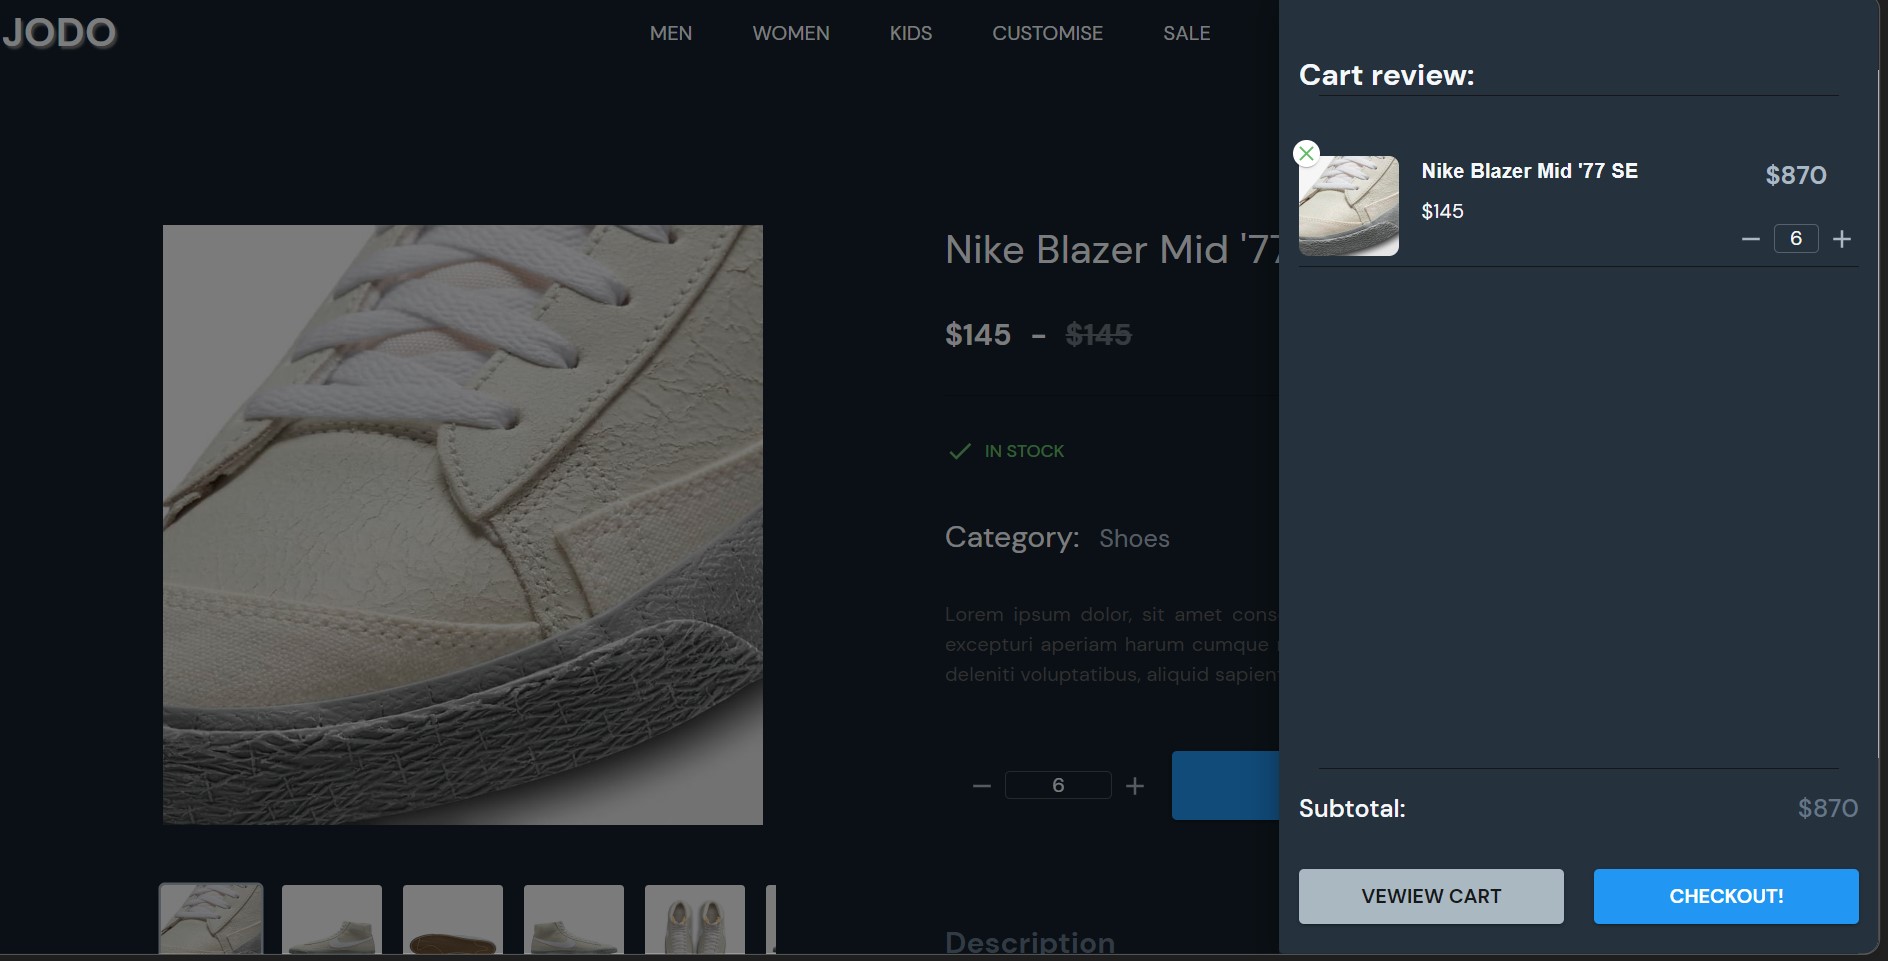 JODO
MEN WOMEN KIDS CUSTOMISE SALE
Nike Blazer Mid '77
$145 - $145
IN STOCK
Category: Shoes
Lorem ipsum dolor, sit amet cons
excepturi aperiam harum cumque
deleniti voluptatibus, aliquid sapien
6
Description
Cart review:
Nike Blazer Mid '77 SE
$870
$145
6
Subtotal: $870
VEWIEW CART
CHECKOUT!